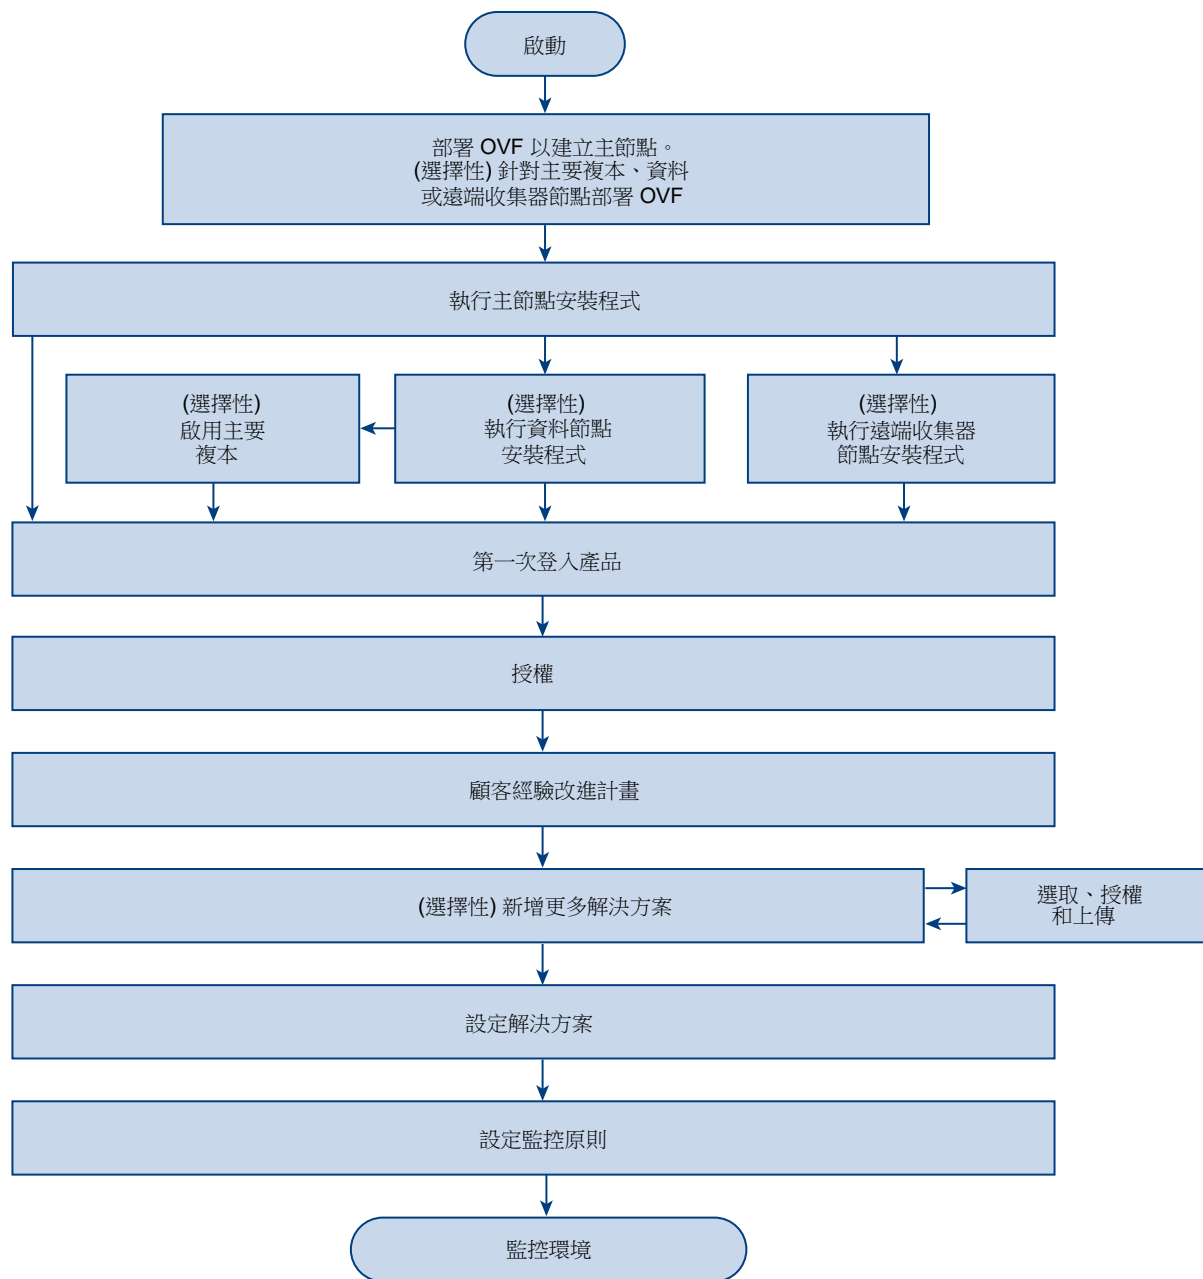 啟動
部署 OVF 以建立主節點。
(選擇性) 針對主要複本、資料
或遠端收集器節點部署 OVF
執行主節點安裝程式
(選擇性)
啟用主要
複本
(選擇性)
執行資料節點
安裝程式
(選擇性)
執行遠端收集器
節點安裝程式
第一次登入產品
授權
顧客經驗改進計畫
(選擇性) 新增更多解決方案
選取、授權
和上傳
設定解決方案
設定監控原則
監控環境